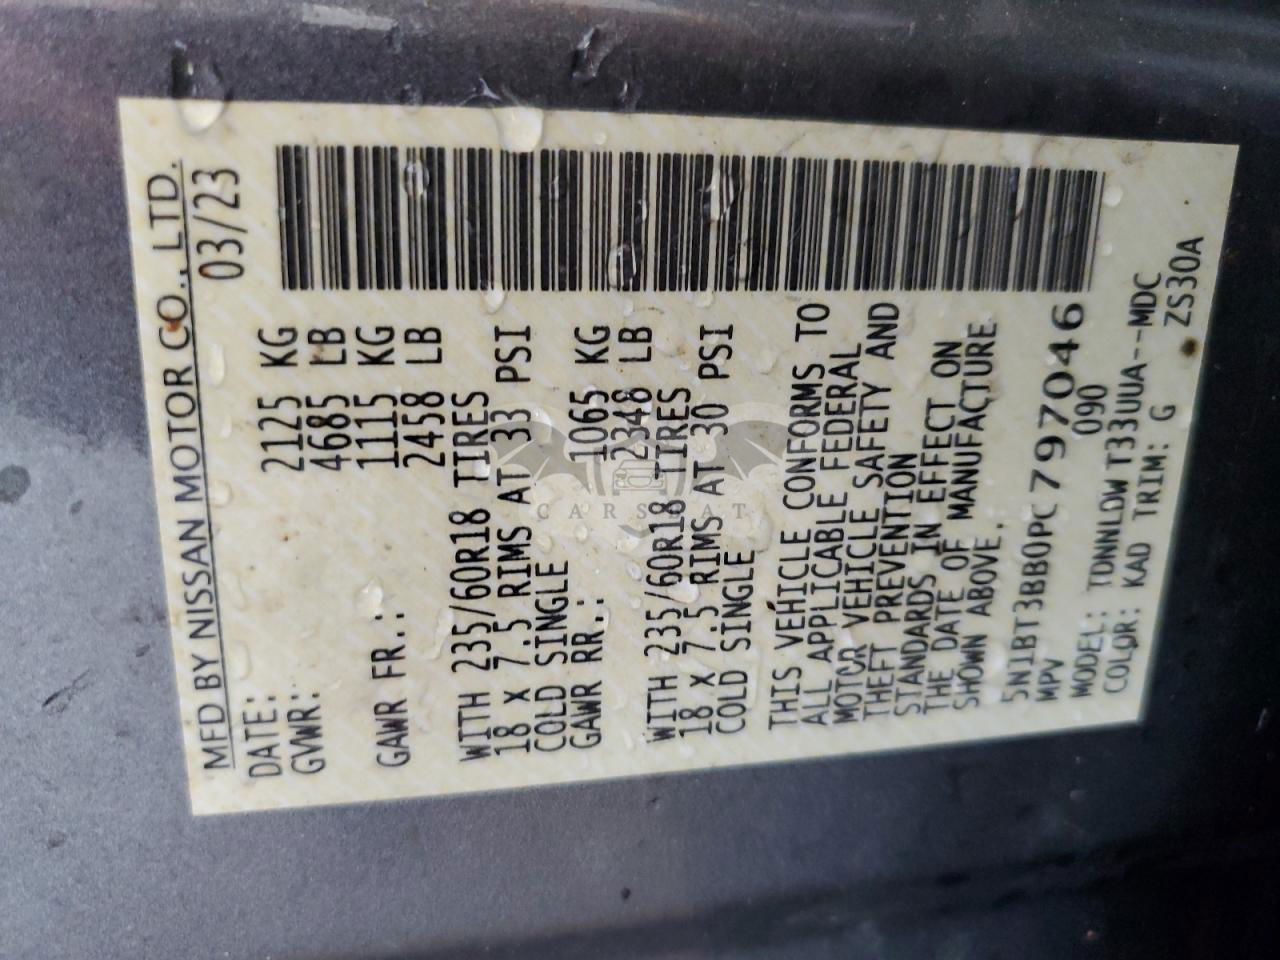 MFD BY NISSAN MOTOR CO., LTD.
DATE: 03/23
GVWR: 2125 KG
4685 LB
GAWR FR.: 1115 KG
2458 LB
WITH 235/60R18 TIRES
18 X 7.5 RIMS AT 33 PSI
COLD SINGLE
GAWR RR.: 1065 KG
2348 LB
WITH 235/60R18 TIRES
18 X 7.5 RIMS AT 30 PSI
COLD SINGLE
THIS VEHICLE CONFORMS TO
ALL APPLICABLE FEDERAL
MOTOR VEHICLE SAFETY AND
THEFT PREVENTION
STANDARDS IN EFFECT ON
THE DATE OF MANUFACTURE
SHOWN ABOVE.
5N1BT3BB0PC797046
MPV 090
MODEL: TDNNLDW T33UUA--MDC
COLOR: KAD TRIM: G ZS30A
CARSBAT